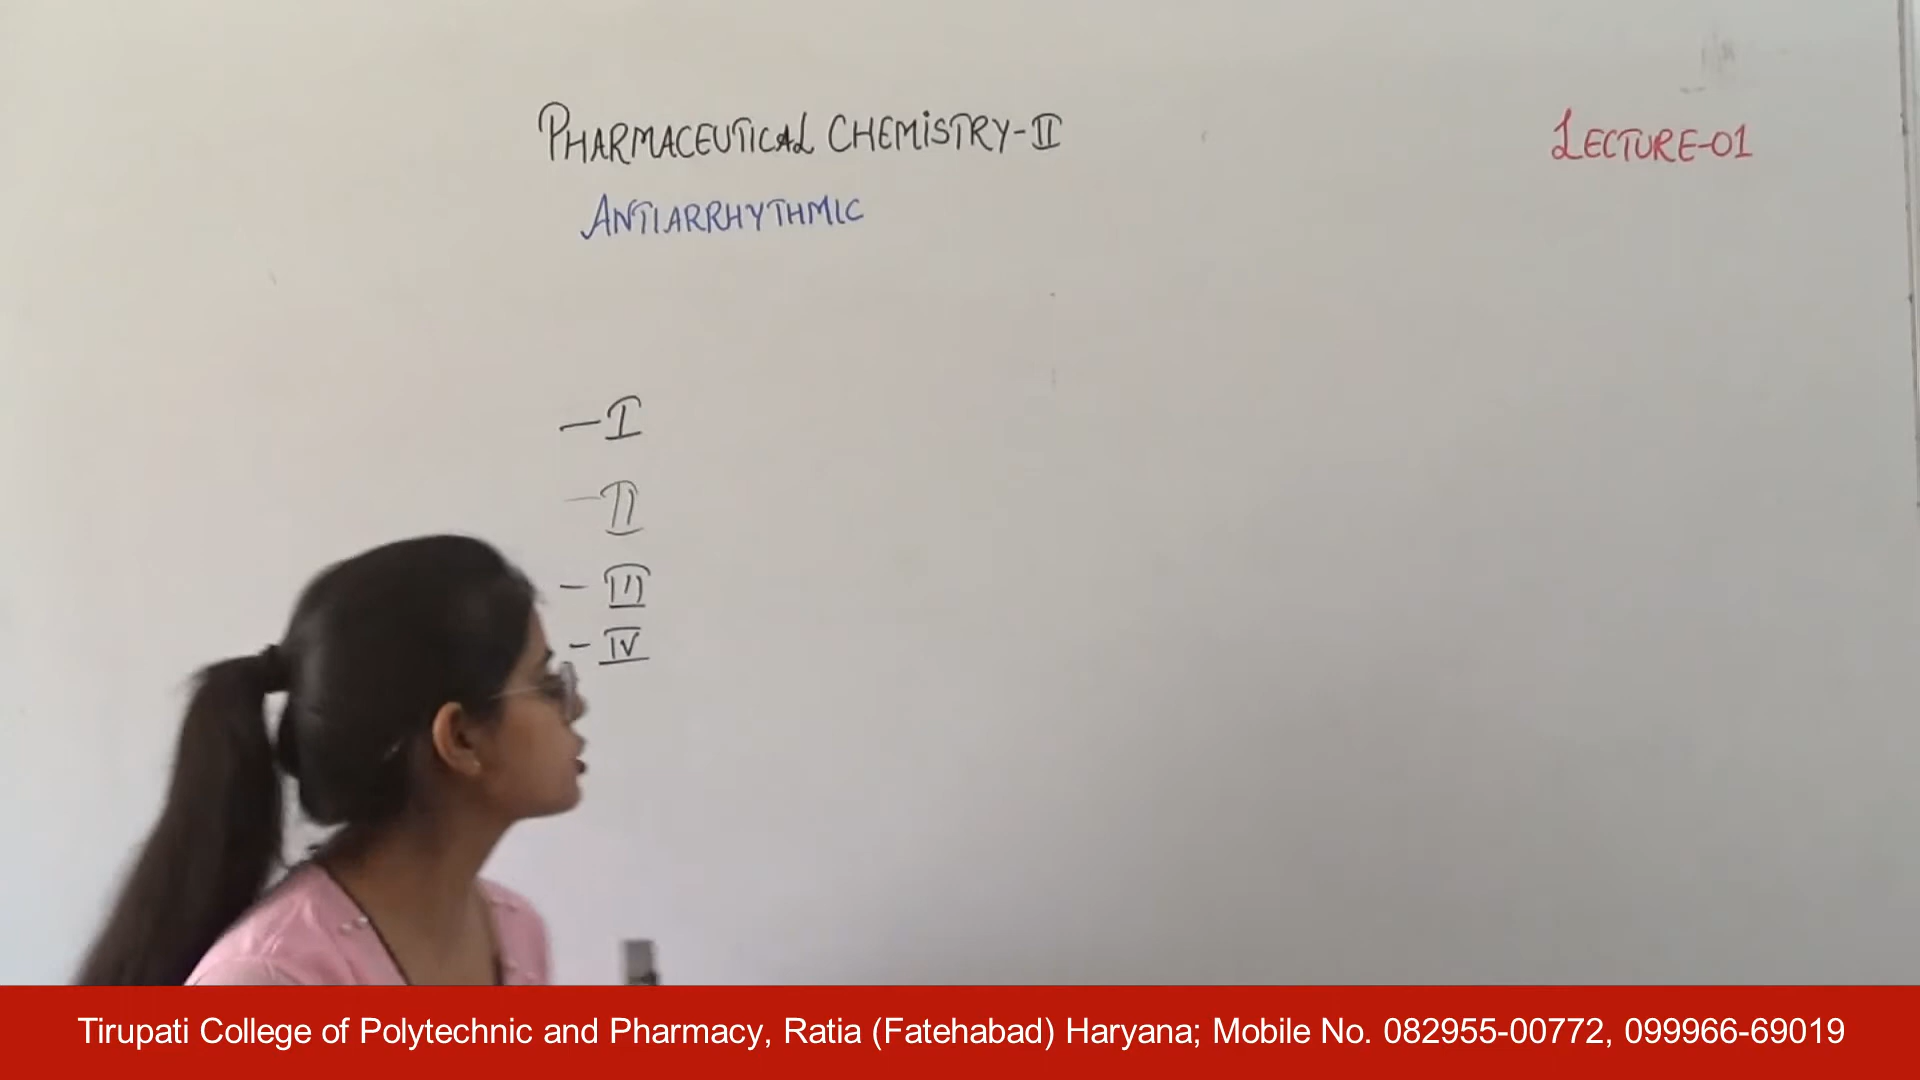 PHARMACEUTICAL CHEMISTRY-II
LECTURE-01
ANTIARRHYTHMIC
-I
-II
-III
-IV
Tirupati College of Polytechnic and Pharmacy, Ratia (Fatehabad) Haryana; Mobile No. 082955-00772, 099966-69019